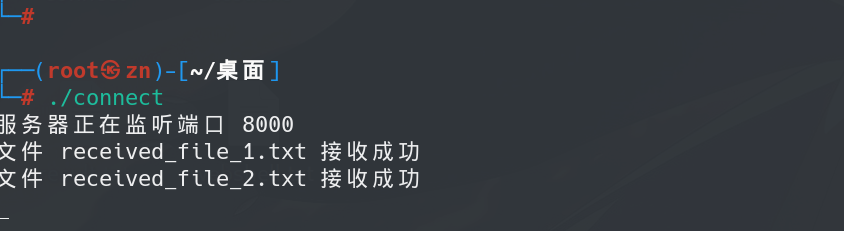 └─#
┌──(root㉿zn)-[~/桌面]
└─# ./connect
服务器正在监听端口 8000
文件 received_file_1.txt 接收成功
文件 received_file_2.txt 接收成功